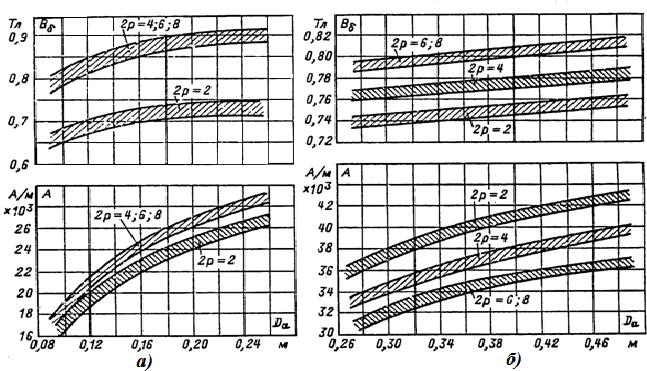 Тл Bδ 2p=4;6;8
0,9
0,8
2p=2
0,7
0,6
А/м A
×10³
2p=4;6;8
26
24
22
2p=2
20
18
16 Da
0,08 0,12 0,16 0,20 0,24 м
а)
Тл Bδ
0,82 2p=6;8
0,80 2p=4
0,78
0,76
0,74 2p=2
0,72
А/м A
×10³
2p=2
42
2p=4
40
38
36
34
2p=6;8
30 Da
0,26 0,30 0,34 0,38 0,42 0,48 м
б)